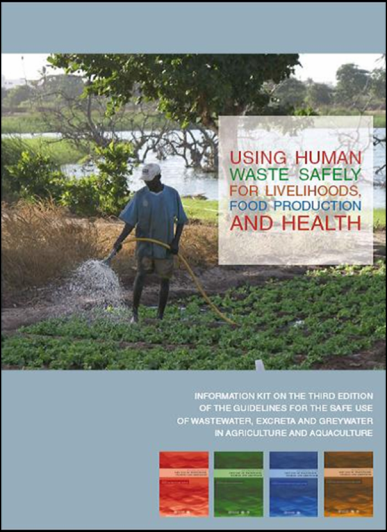 USING HUMAN
WASTE SAFELY
FOR LIVELIHOODS,
FOOD PRODUCTION
AND HEALTH
INFORMATION KIT ON THE THIRD EDITION
OF THE GUIDELINES FOR THE SAFE USE
OF WASTEWATER, EXCRETA AND GREYWATER
IN AGRICULTURE AND AQUACULTURE